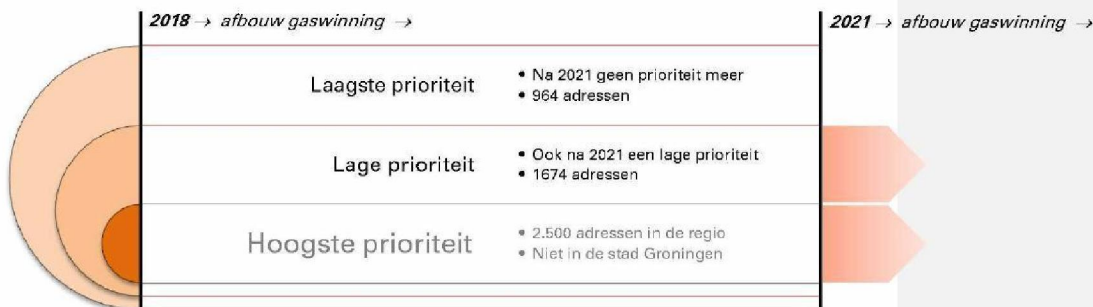 2018 → afbouw gaswinning →
2021 → afbouw gaswinning →
Laagste prioriteit
• Na 2021 geen prioriteit meer
• 964 adressen
Lage prioriteit
• Ook na 2021 een lage prioriteit
• 1674 adressen
Hoogste prioriteit
• 2.500 adressen in de regio
• Niet in de stad Groningen